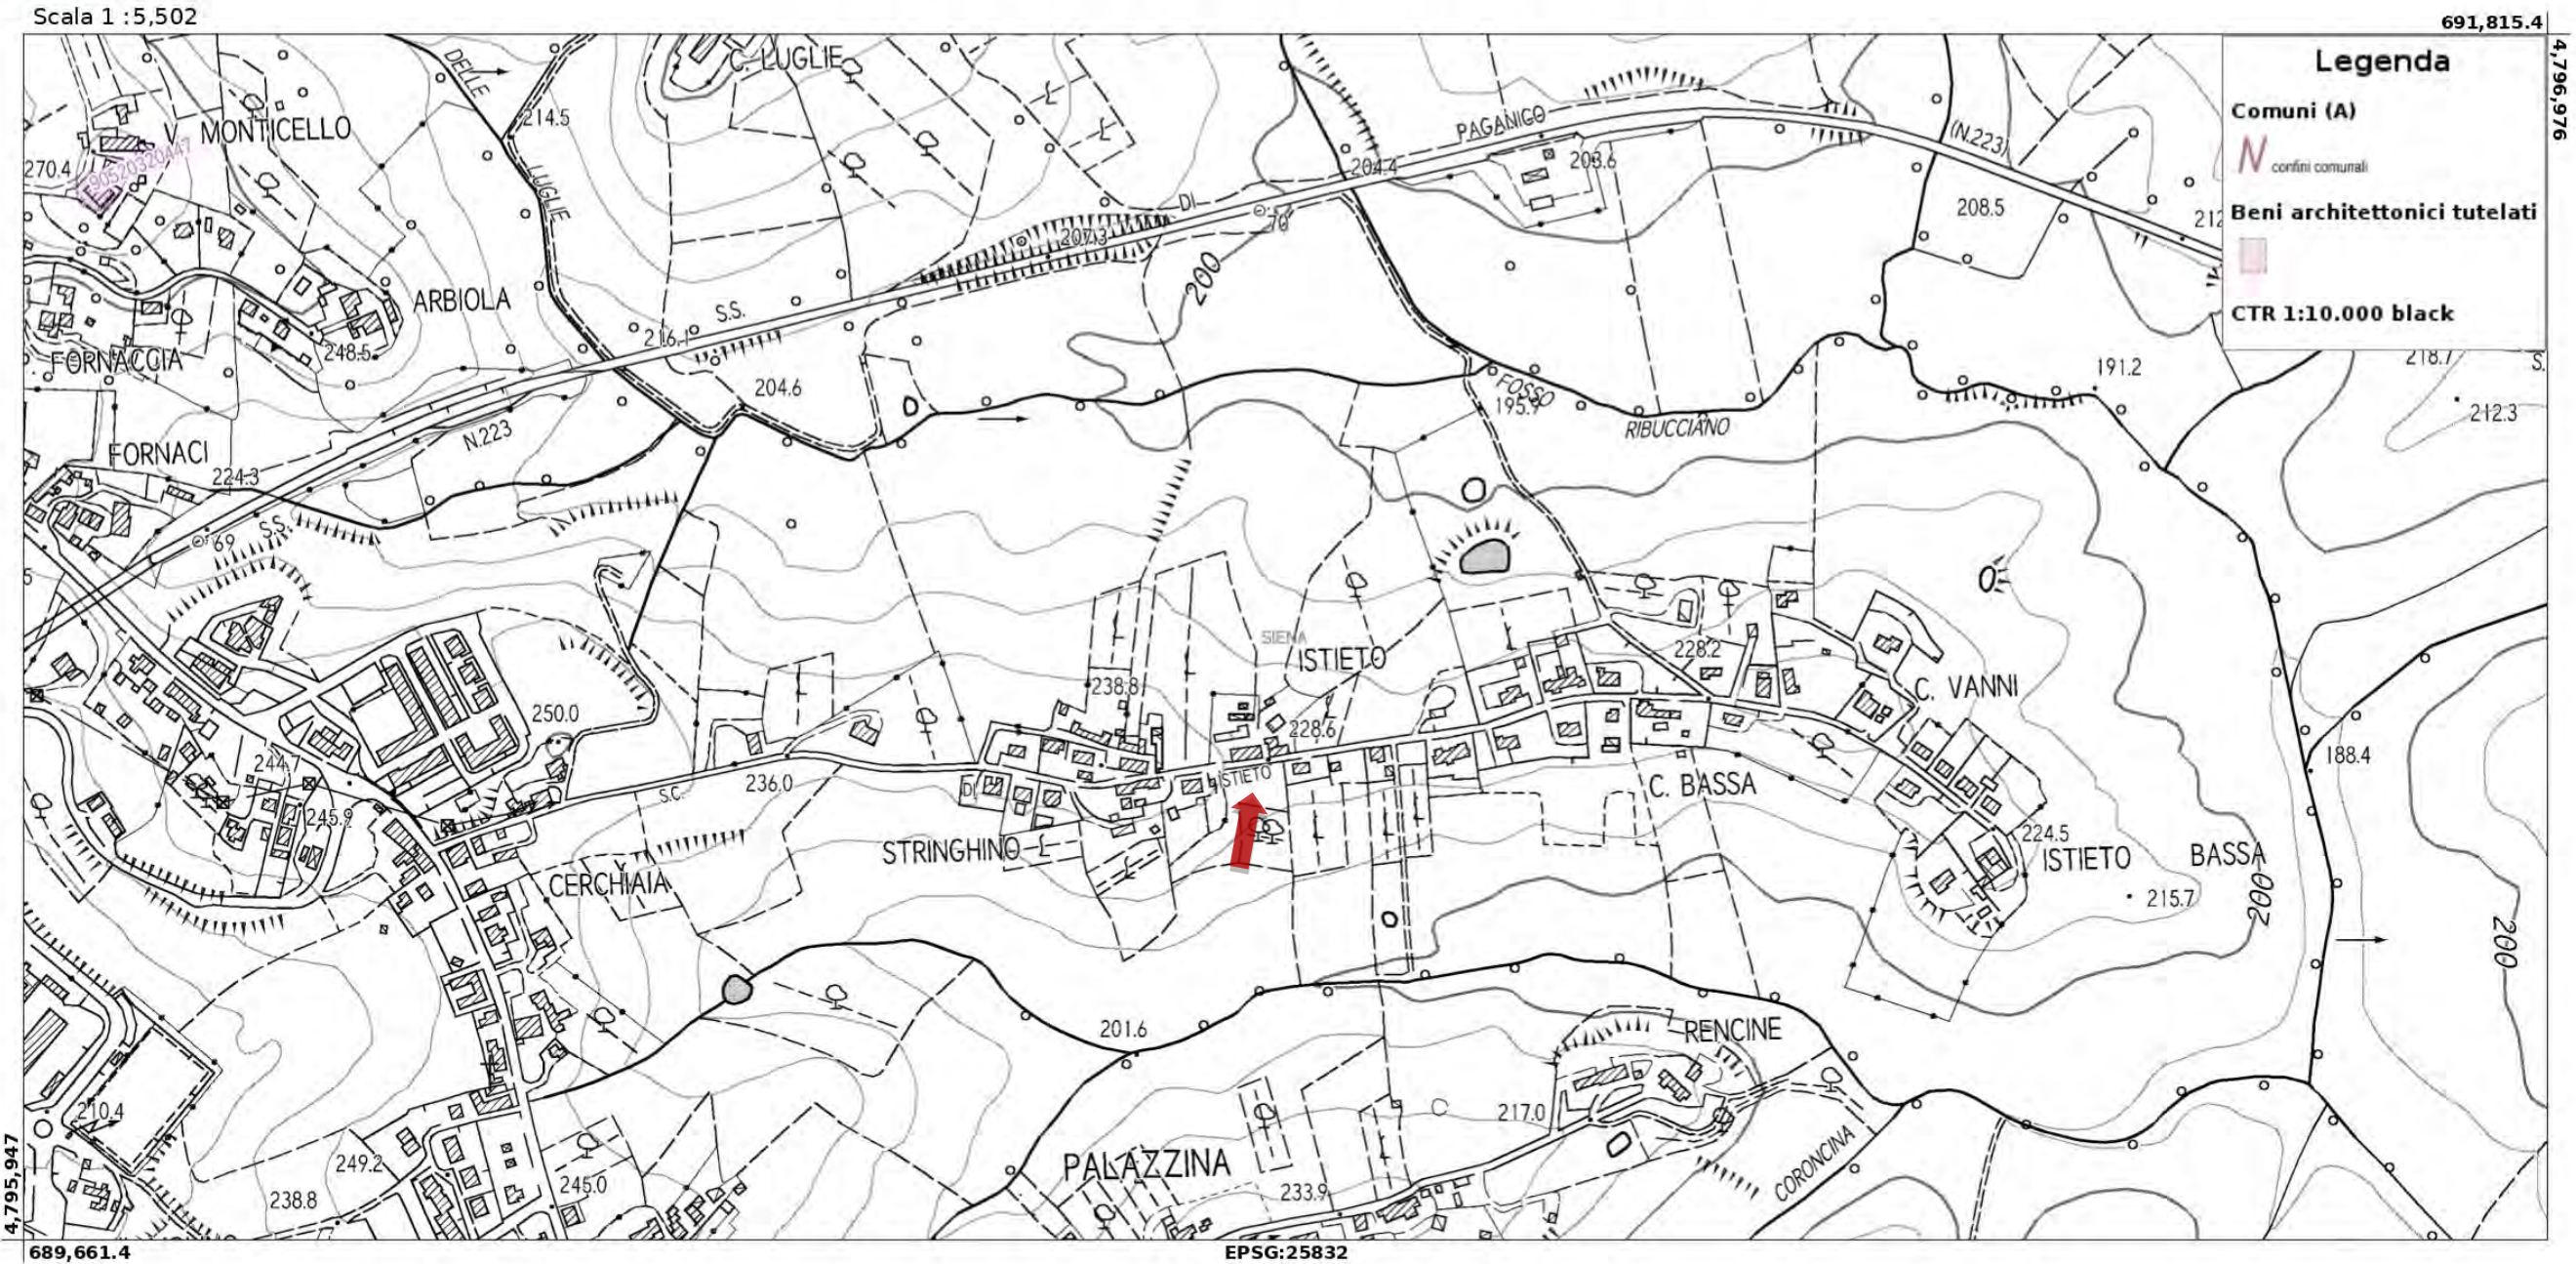 Scala 1 :5,502
691,815.4
4,796,976
Legenda
Comuni (A)
N
confini comunali
Beni architettonici tutelati
CTR 1:10.000 black
DELLE
C. LUGLIE
214.5
V. MONTICELLO
90520320447
270.4
LUGLIE
PAGANIGO
(N.223)
204.4
203.6
DI
208.5
212
70
207.3
200
ARBIOLA
S.S.
216.1
248.5
FORNACCIA
204.6
191.2
218.7
S.
212.3
FOSSO
195.9
RIBUCCIANO
N.223
FORNACI
224.3
S.S.
69
5
SIENA
ISTIETO
228.2
238.8
C. VANNI
250.0
228.6
244.7
188.4
236.0
S.C.
DI
ISTIETO
C. BASSA
245.9
STRINGHINO
224.5
ISTIETO BASSA
CERCHIAIA
215.7
200
200
201.6
RENCINE
210.4
217.0
CORONCINA
249.2
PALAZZINA
245.0
238.8
233.9
4,795,947
689,661.4
EPSG:25832